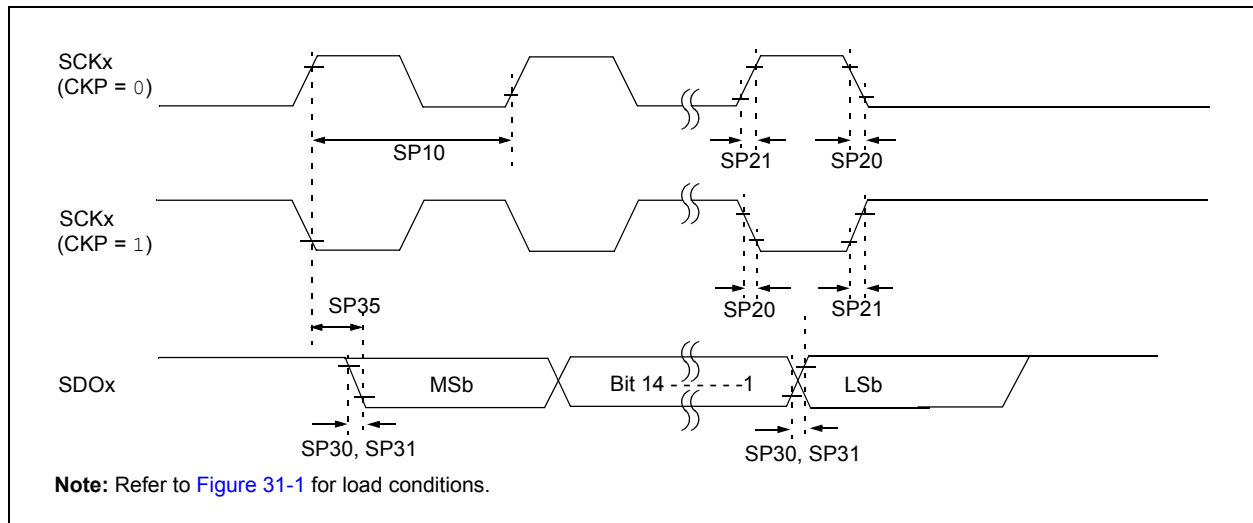 SCKx
(CKP = 0)
SP10
SP21
SP20
SCKx
(CKP = 1)
SP20
SP21
SP35
SDOx
MSb
Bit 14 - - - - - -1
LSb
SP30, SP31
SP30, SP31
Note: Refer to Figure 31-1 for load conditions.